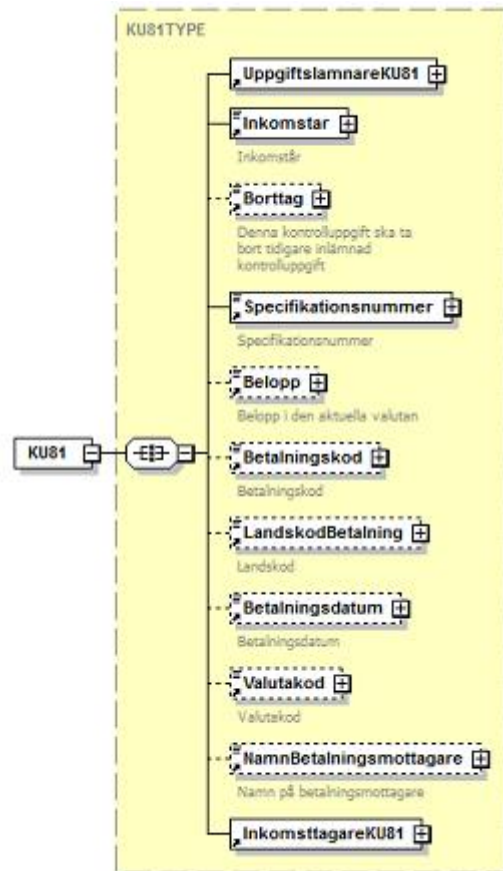 KU81TYPE
UppgiftslamnareKU81
Inkomstar
Inkomstår
Borttag
Denna kontrolluppgift ska ta
bort tidigare inlämnad
kontrolluppgift
Specifikationsnummer
Specifikationsnummer
Belopp
Belopp i den aktuella valutan
KU81
Betalningskod
Betalningskod
LandskodBetalning
Landskod
Betalningsdatum
Betalningsdatum
Valutakod
Valutakod
NamnBetalningsmottagare
Namn på betalningsmottagare
InkomsttagareKU81